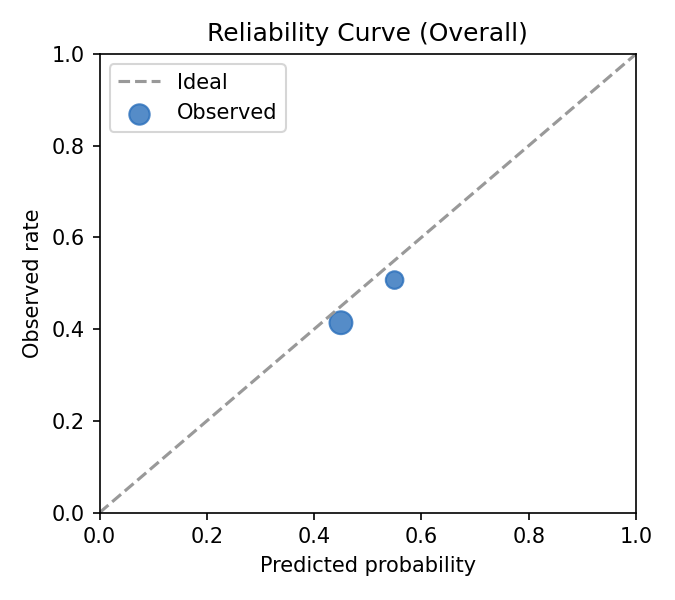 Reliability Curve (Overall)
Ideal
Observed
1.0
0.8
0.6
0.4
0.2
0.0
Observed rate
0.0 0.2 0.4 0.6 0.8 1.0
Predicted probability